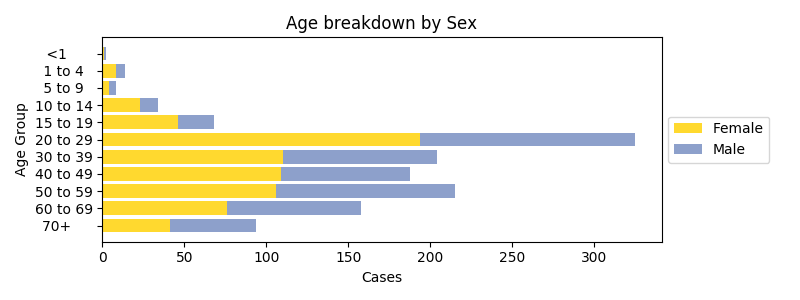 Age breakdown by Sex
Age Group
<1
1 to 4
5 to 9
10 to 14
15 to 19
20 to 29
30 to 39
40 to 49
50 to 59
60 to 69
70+
0 50 100 150 200 250 300
Cases
Female
Male